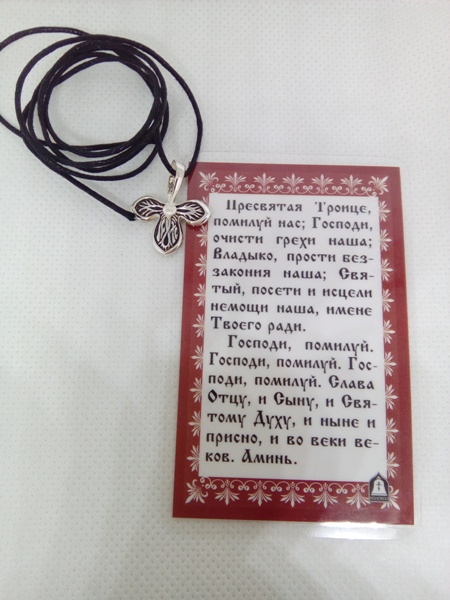 Пресвятая Троице,
помилуй нас; Господи,
очисти грехи наша;
Владыко, прости без-
закония наша; Свя-
тый, посети и исцели
немощи наша, имене
Твоего ради.
Господи, помилуй.
Господи, помилуй. Гос-
поди, помилуй. Слава
Отцу, и Сыну, и Свя-
тому Духу, и ныне и
присно, и во веки ве-
ков. Аминь.